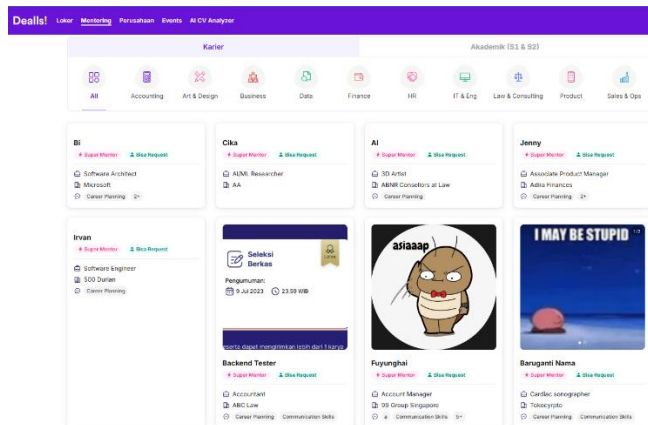 Dealls! Loker Mentoring Perusahaan Events AI CV Analyzer
Karier Akademik (S1 & S2)
All Accounting Art & Design Business Data Finance HR IT & Eng Law & Consulting Product Sales & Ops
Bi
Super Mentor Bisa Request
Software Architect
Microsoft
Career Planning 2+
Cika
Super Mentor Bisa Request
AI/ML Researcher
AA
Al
Super Mentor Bisa Request
3D Artist
ABNR Consellors at Law
Career Planning
Jenny
Super Mentor Bisa Request
Associate Product Manager
Adira Finances
Career Planning 2+
Irvan
Super Mentor Bisa Request
Software Engineer
500 Durian
Career Planning
Seleksi
Berkas
Pengumuman:
9 Jul 2023 23.59 WIB
peserta dapat mengirimkan lebih dari 1 karya
Backend Tester
Super Mentor Bisa Request
Accountant
ABC Law
Career Planning Communication Skills
asiaaap
Fuyunghai
Super Mentor Bisa Request
Account Manager
99 Group Singapore
a Communication Skills 5+
I MAY BE STUPID
1/2
Baruganti Nama
Super Mentor Bisa Request
Cardiac sonographer
Tokocrypto
Career Planning Communication Skills